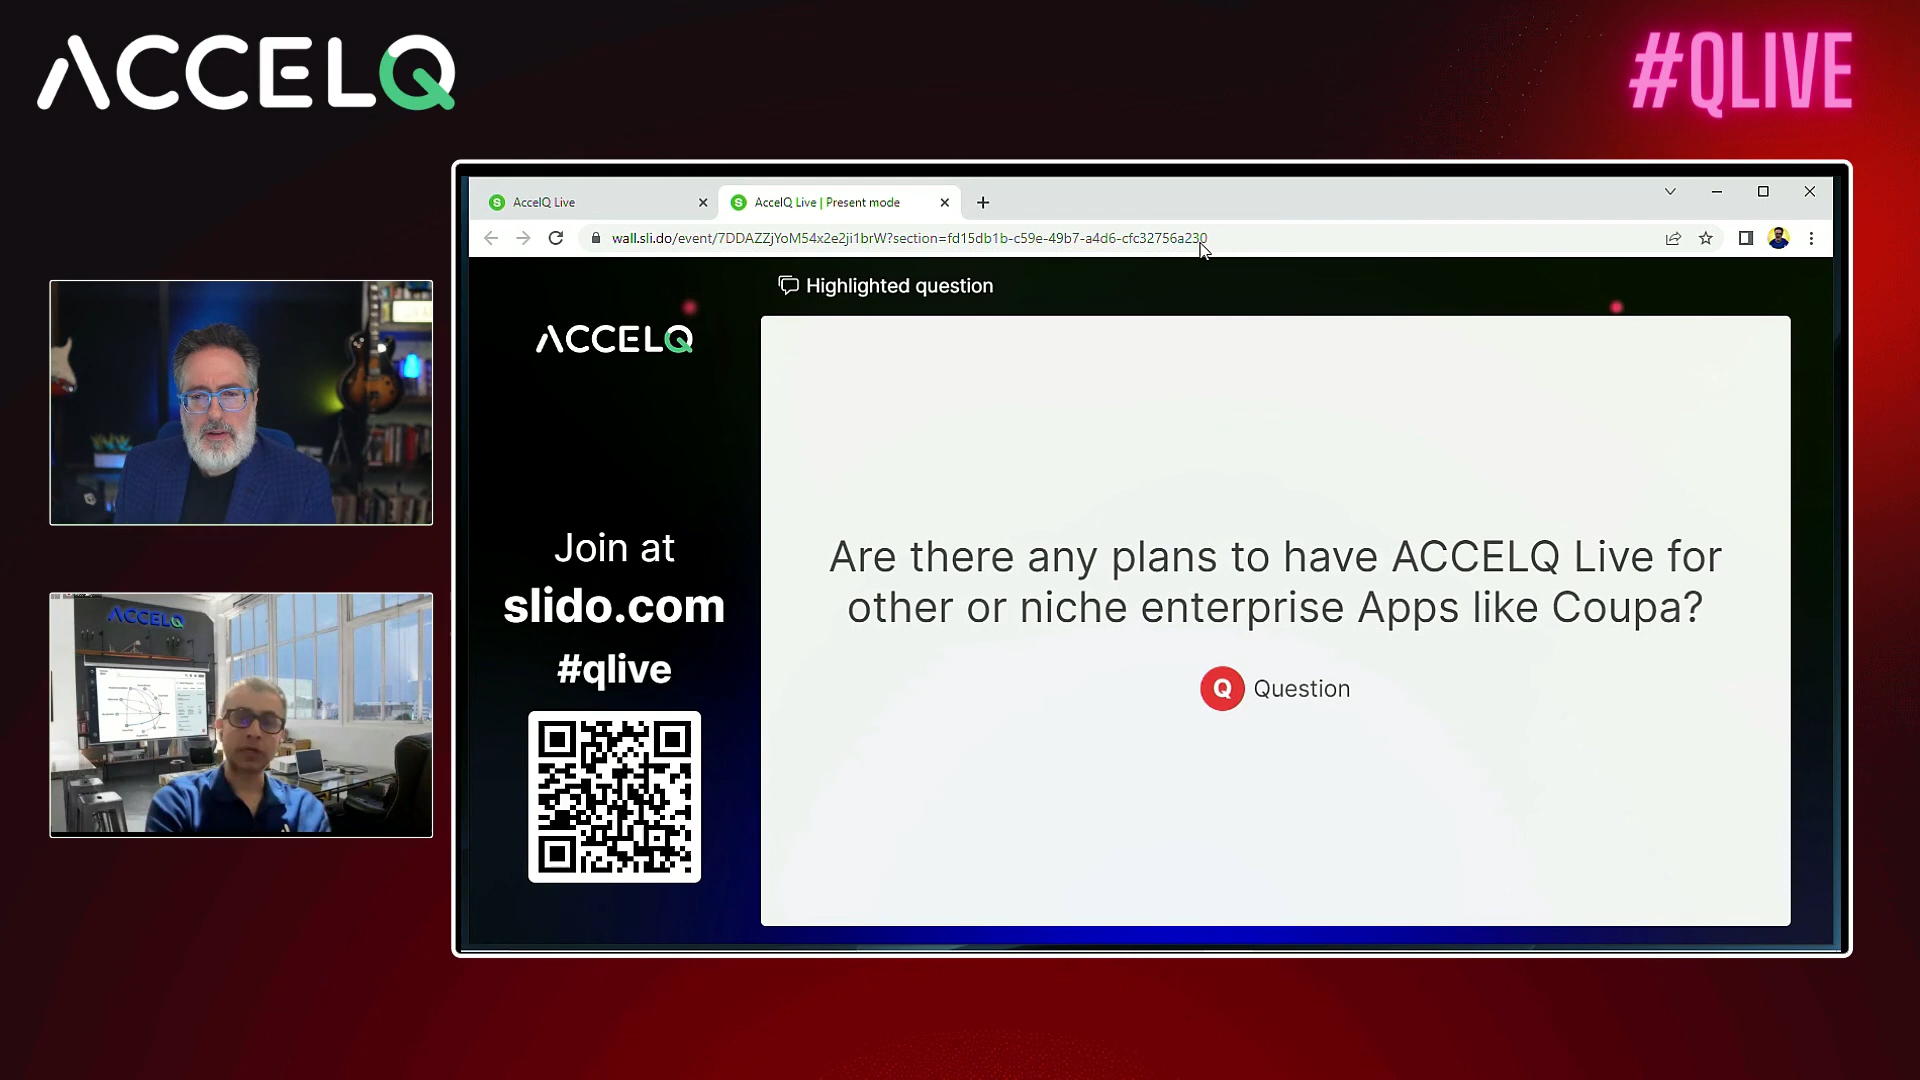 ACCELQ
#QLIVE
AccelQ Live
AccelQ Live | Present mode
wall.sli.do/event/7DDAZZjYoM54x2e2ji1brW?section=fd15db1b-c59e-49b7-a4d6-cfc32756a230
Highlighted question
ACCELQ
Are there any plans to have ACCELQ Live for
other or niche enterprise Apps like Coupa?
Q Question
Join at
slido.com
#qlive
ACCELQ